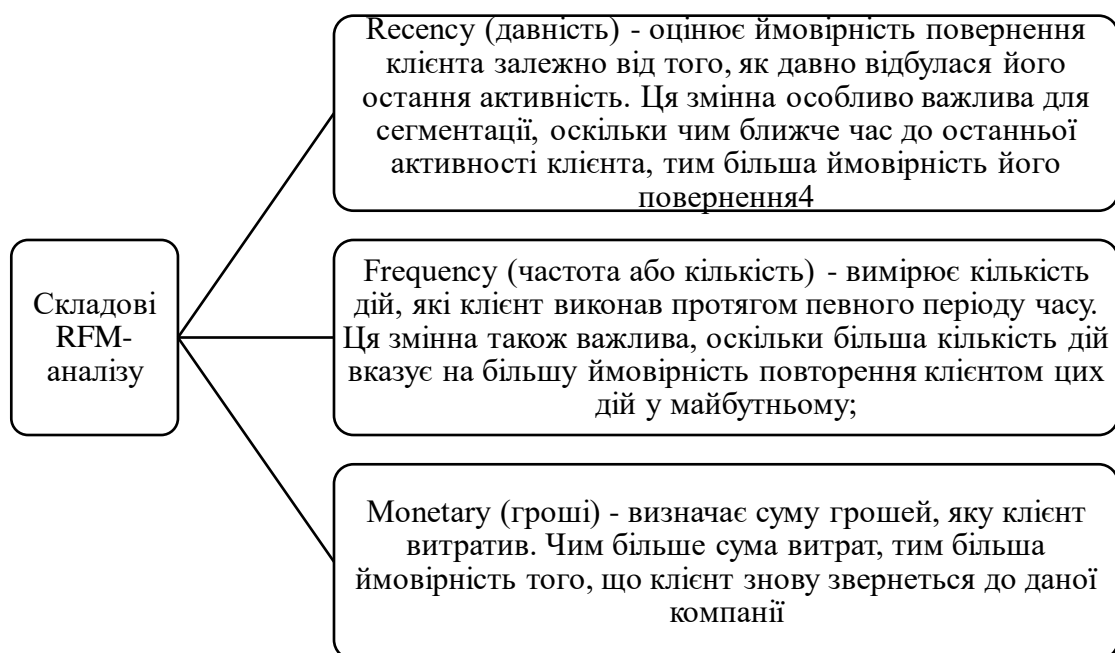 Recency (давність) - оцінює ймовірність повернення
клієнта залежно від того, як давно відбулася його
остання активність. Ця змінна особливо важлива для
сегментації, оскільки чим ближче час до останньої
активності клієнта, тим більша ймовірність його
повернення4
Складові
RFM-
аналізу
Frequency (частота або кількість) - вимірює кількість
дій, які клієнт виконав протягом певного періоду часу.
Ця змінна також важлива, оскільки більша кількість дій
вказує на більшу ймовірність повторення клієнтом цих
дій у майбутньому;
Monetary (гроші) - визначає суму грошей, яку клієнт
витратив. Чим більше сума витрат, тим більша
ймовірність того, що клієнт знову звернеться до даної
компанії